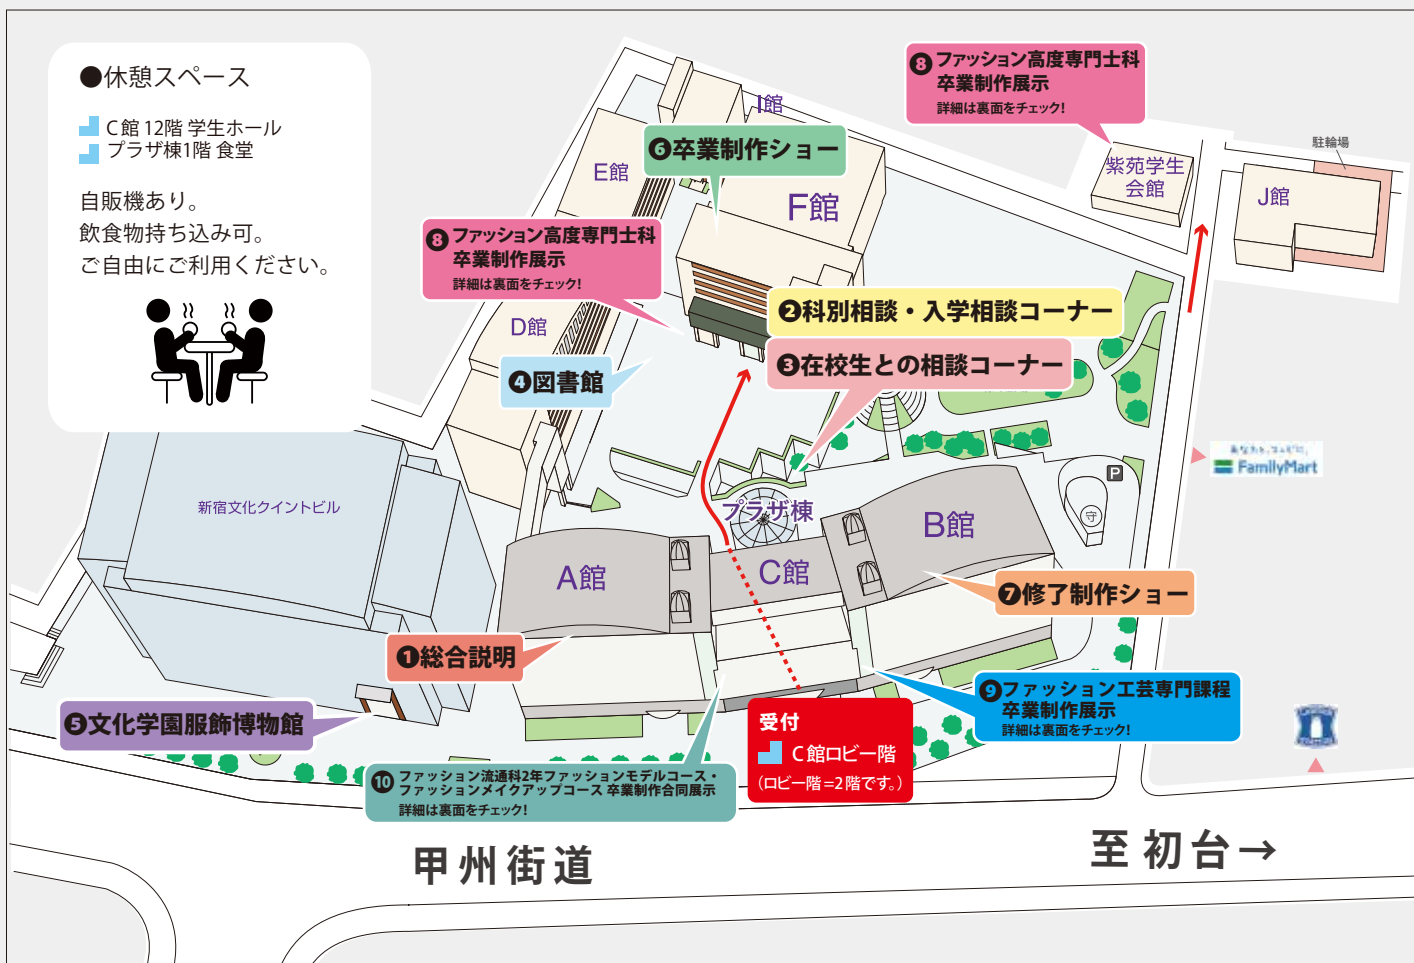 ●休憩スペース
C館 12階 学生ホール
プラザ棟1階 食堂
自販機あり。
飲食物持ち込み可。
ご自由にご利用ください。
❽ファッション高度専門士科
卒業制作展示
詳細は裏面をチェック!
I館
駐輪場
❻卒業制作ショー
E館
紫苑学生
会館
J館
F館
❽ファッション高度専門士科
卒業制作展示
詳細は裏面をチェック!
❷科別相談・入学相談コーナー
D館
❸在校生との相談コーナー
❹図書館
あなたと、コンビに、
FamilyMart
P
新宿文化クイントビル
プラザ棟
守
B館
A館
C館
❼修了制作ショー
❶総合説明
❾ファッション工芸専門課程
卒業制作展示
詳細は裏面をチェック!
❺文化学園服飾博物館
受付
C館ロビー階
(ロビー階=2階です。)
❿ファッション流通科2年ファッションモデルコース・
ファッションメイクアップコース 卒業制作合同展示
詳細は裏面をチェック!
甲州街道
至 初台→